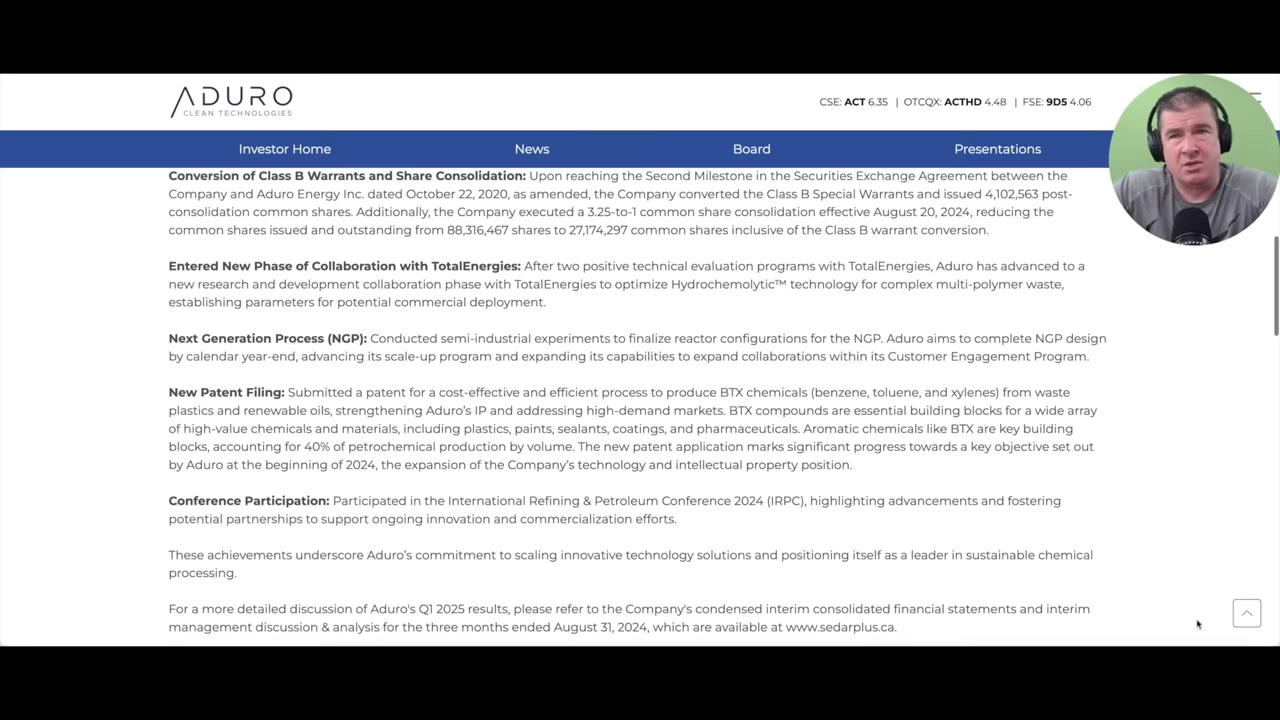 ADURO
CLEAN TECHNOLOGIES
CSE: ACT 6.35 | OTCQX: ACTHD 4.48 | FSE: 9D5 4.06
Investor Home News Board Presentations
Conversion of Class B Warrants and Share Consolidation: Upon reaching the Second Milestone in the Securities Exchange Agreement between the
Company and Aduro Energy Inc. dated October 22, 2020, as amended, the Company converted the Class B Special Warrants and issued 4,102,563 post-
consolidation common shares. Additionally, the Company executed a 3.25-to-1 common share consolidation effective August 20, 2024, reducing the
common shares issued and outstanding from 88,316,467 shares to 27,174,297 common shares inclusive of the Class B warrant conversion.
Entered New Phase of Collaboration with TotalEnergies: After two positive technical evaluation programs with TotalEnergies, Aduro has advanced to a
new research and development collaboration phase with TotalEnergies to optimize Hydrochemolytic™ technology for complex multi-polymer waste,
establishing parameters for potential commercial deployment.
Next Generation Process (NGP): Conducted semi-industrial experiments to finalize reactor configurations for the NGP. Aduro aims to complete NGP design
by calendar year-end, advancing its scale-up program and expanding its capabilities to expand collaborations within its Customer Engagement Program.
New Patent Filing: Submitted a patent for a cost-effective and efficient process to produce BTX chemicals (benzene, toluene, and xylenes) from waste
plastics and renewable oils, strengthening Aduro's IP and addressing high-demand markets. BTX compounds are essential building blocks for a wide array
of high-value chemicals and materials, including plastics, paints, sealants, coatings, and pharmaceuticals. Aromatic chemicals like BTX are key building
blocks, accounting for 40% of petrochemical production by volume. The new patent application marks significant progress towards a key objective set out
by Aduro at the beginning of 2024, the expansion of the Company's technology and intellectual property position.
Conference Participation: Participated in the International Refining & Petroleum Conference 2024 (IRPC), highlighting advancements and fostering
potential partnerships to support ongoing innovation and commercialization efforts.
These achievements underscore Aduro's commitment to scaling innovative technology solutions and positioning itself as a leader in sustainable chemical
processing.
For a more detailed discussion of Aduro's Q1 2025 results, please refer to the Company's condensed interim consolidated financial statements and interim
management discussion & analysis for the three months ended August 31, 2024, which are available at www.sedarplus.ca.